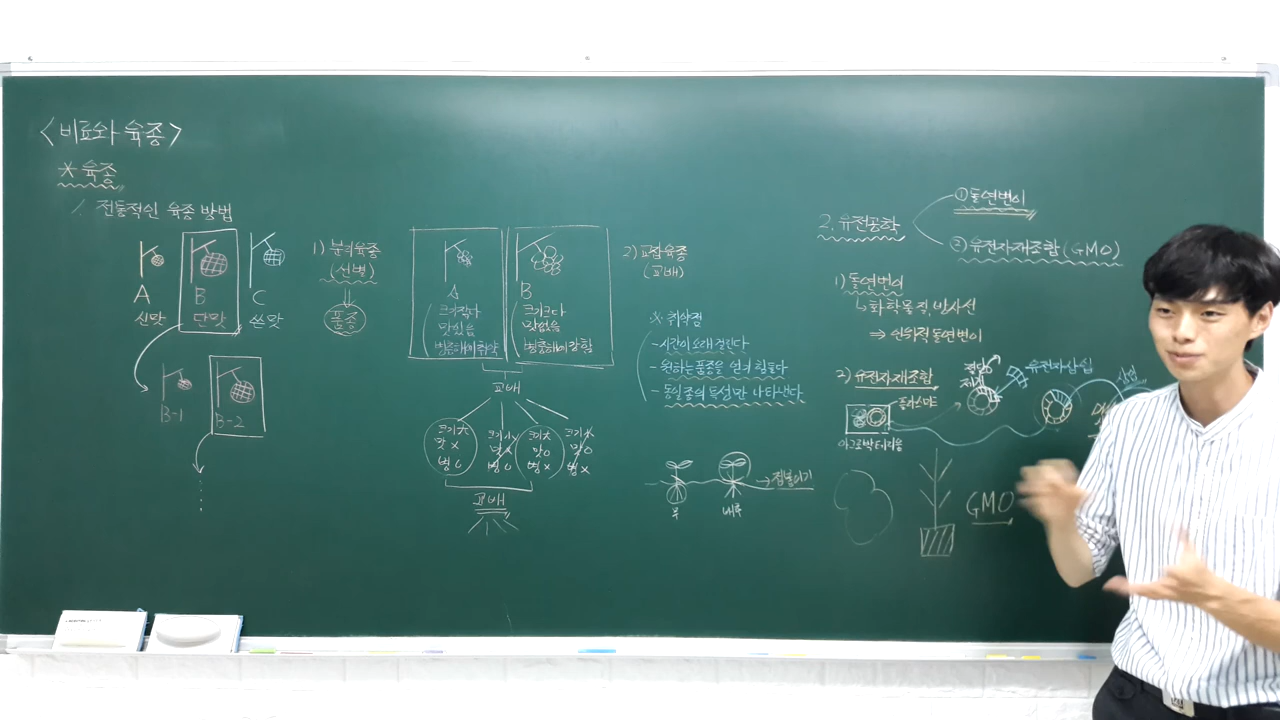 <비료와 육종>
* 육종
1. 전통적인 육종 방법
A
B
C
신맛
단맛
쓴맛
B-1
B-2
1) 분리육종
(선별)
품종
A
크기작다
맛있음
병충해에 취약
B
크기크다
맛없음
병충해에 강함
교배
크기大
맛 X
병 O
맛X
병 O
크기大
맛O
병 X
맛O
병 X
교배
2) 교잡육종
(교배)
※ 취약점
- 시간이 오래 걸린다
- 원하는 품종을 얻기 힘들다
- 동일종의 특성만 나타낸다
무
배추
→ 접붙이기
2. 유전공학
① 돌연변이
② 유전자재조합(GMO)
1) 돌연변이
↳ 화학물질, 방사선
⇒ 인위적 돌연변이
2) 유전자재조합
플라스미드
아그로박테리움
제거
유전자삽입
삽입
GMO